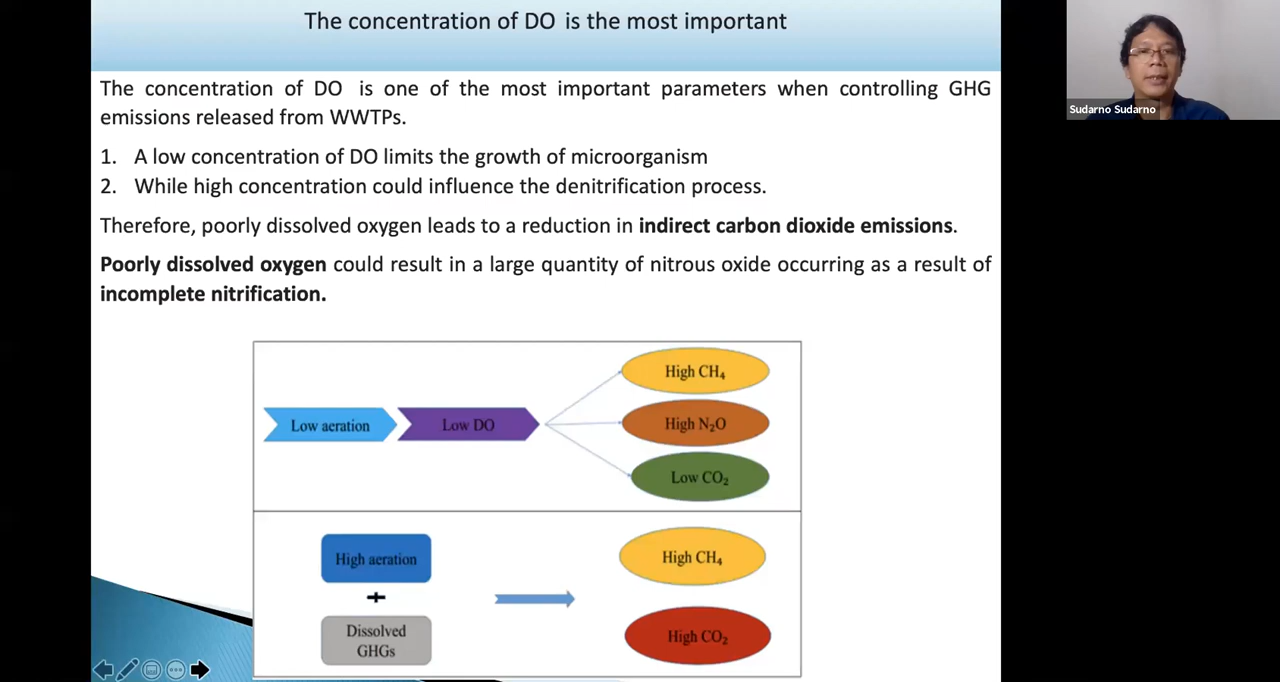 The concentration of DO is the most important
The concentration of DO is one of the most important parameters when controlling GHG
emissions released from WWTPs.
1. A low concentration of DO limits the growth of microorganism
2. While high concentration could influence the denitrification process.
Therefore, poorly dissolved oxygen leads to a reduction in indirect carbon dioxide emissions.
Poorly dissolved oxygen could result in a large quantity of nitrous oxide occurring as a result of
incomplete nitrification.
Low aeration
Low DO
High CH₄
High N₂O
Low CO₂
High aeration
+
Dissolved
GHGs
High CH₄
High CO₂
Sudarno Sudarno